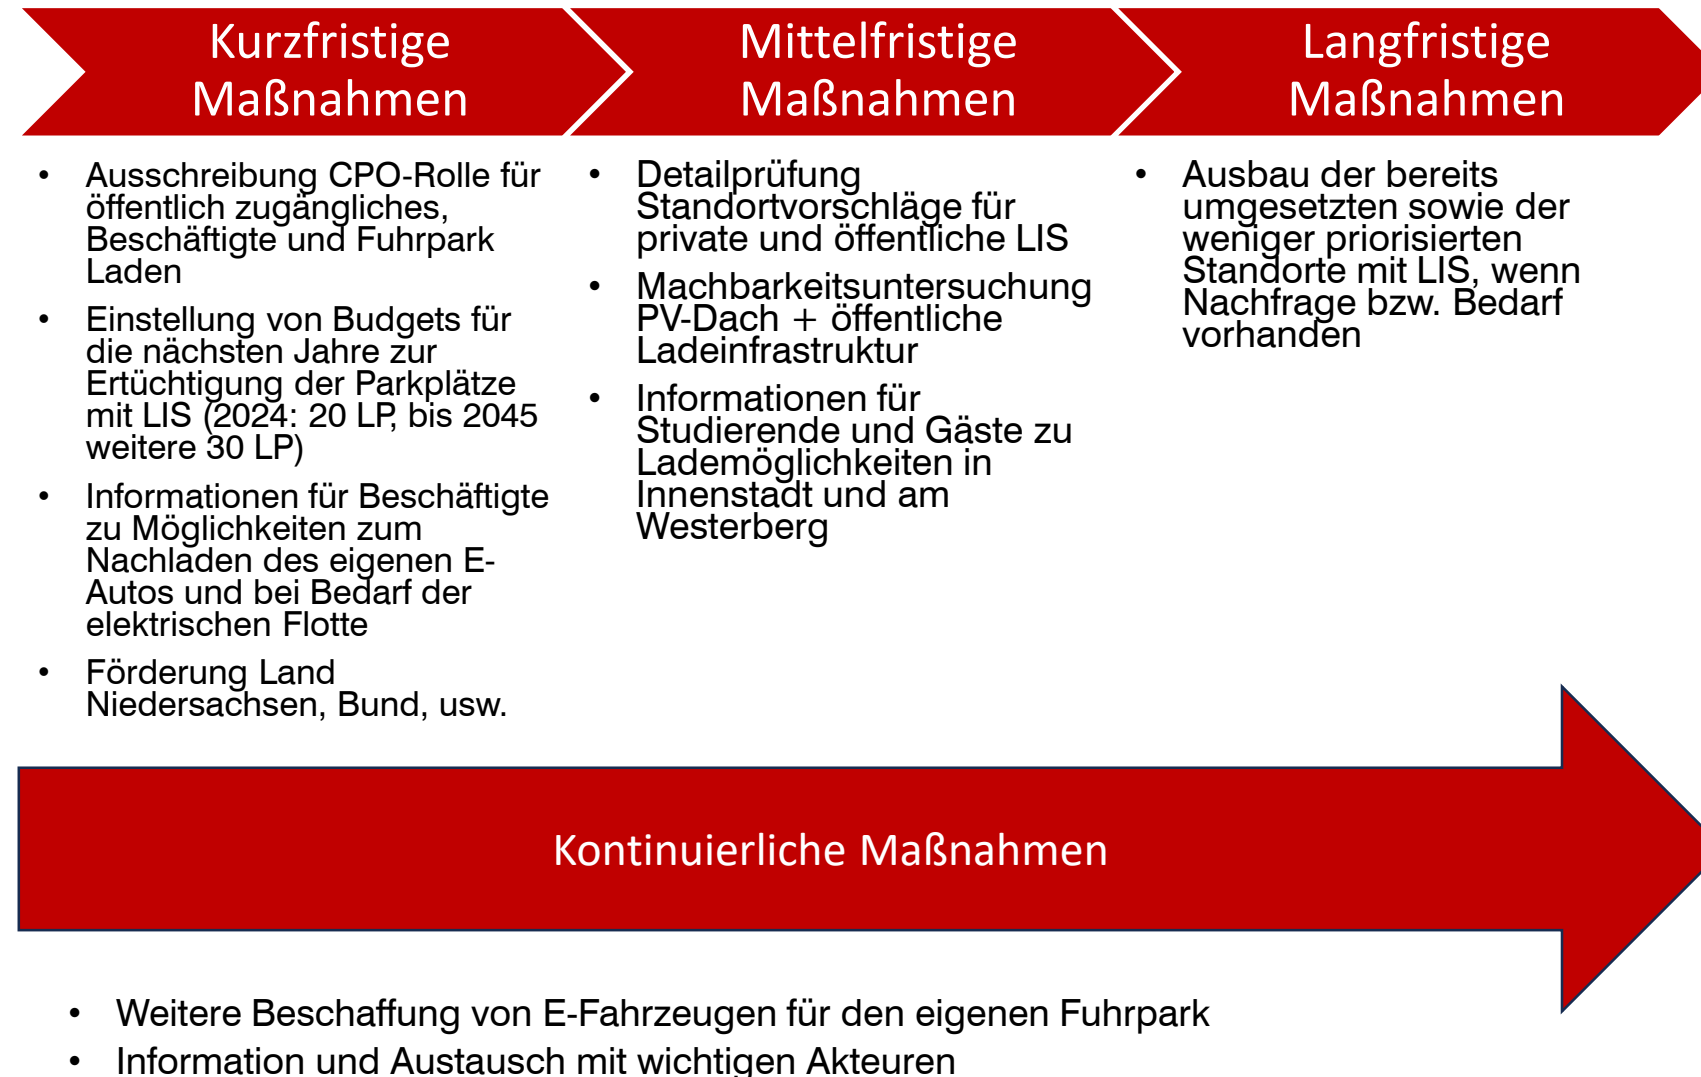 Kurzfristige
Maßnahmen
Mittelfristige
Maßnahmen
Langfristige
Maßnahmen
• Ausschreibung CPO-Rolle für
öffentlich zugängliches,
Beschäftigte und Fuhrpark
Laden
• Einstellung von Budgets für
die nächsten Jahre zur
Ertüchtigung der Parkplätze
mit LIS (2024: 20 LP, bis 2045
weitere 30 LP)
• Informationen für Beschäftigte
zu Möglichkeiten zum
Nachladen des eigenen E-
Autos und bei Bedarf der
elektrischen Flotte
• Förderung Land
Niedersachsen, Bund, usw.
• Detailprüfung
Standortvorschläge für
private und öffentliche LIS
• Machbarkeitsuntersuchung
PV-Dach + öffentliche
Ladeinfrastruktur
• Informationen für
Studierende und Gäste zu
Lademöglichkeiten in
Innenstadt und am
Westerberg
• Ausbau der bereits
umgesetzten sowie der
weniger priorisierten
Standorte mit LIS, wenn
Nachfrage bzw. Bedarf
vorhanden
Kontinuierliche Maßnahmen
• Weitere Beschaffung von E-Fahrzeugen für den eigenen Fuhrpark
• Information und Austausch mit wichtigen Akteuren